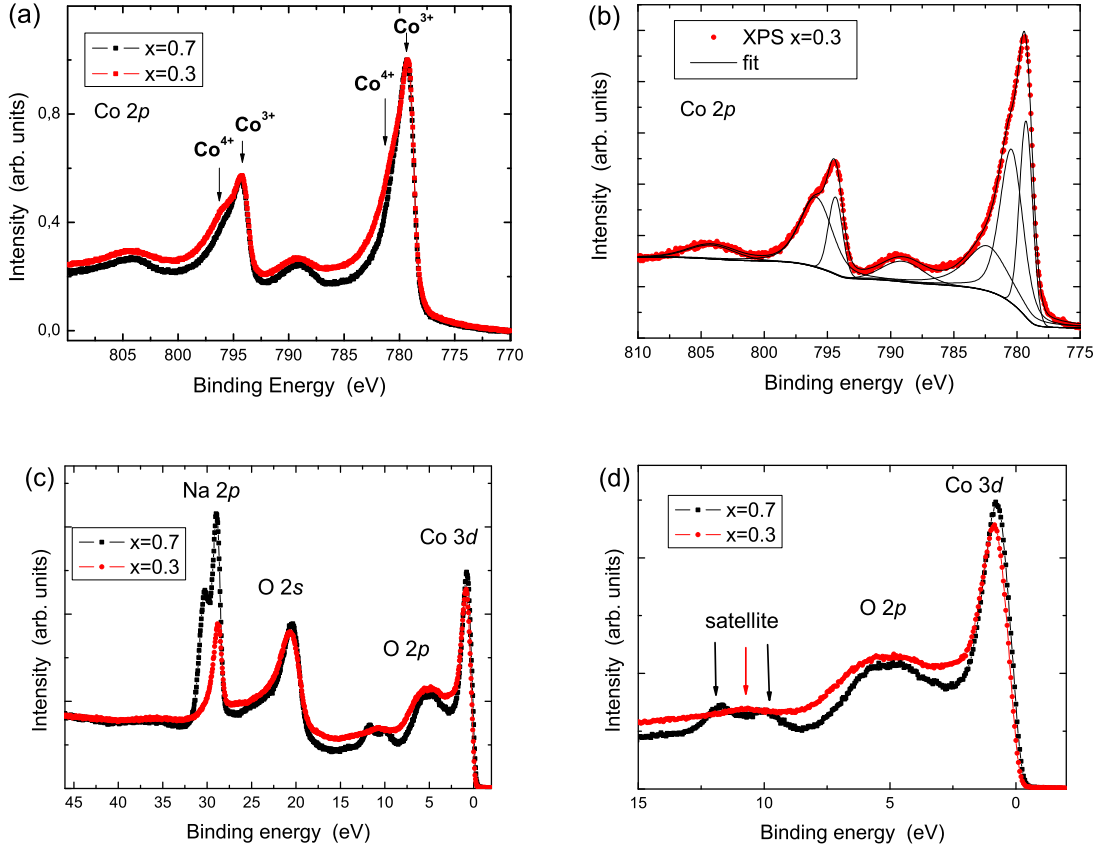 (a)
Co³⁺
x=0.7
x=0.3
Co⁴⁺
Co 2p
Co⁴⁺
Co³⁺
Intensity (arb. units)
0,8
0,4
0,0
805 800 795 790 785 780 775 770
Binding Energy (eV)
(b)
XPS x=0.3
fit
Co 2p
Intensity (arb. units)
810 805 800 795 790 785 780 775
Binding energy (eV)
(c)
Na 2p
x=0.7
x=0.3
Co 3d
O 2s
O 2p
Intensity (arb. units)
45 40 35 30 25 20 15 10 5 0
Binding energy (eV)
(d)
Co 3d
x=0.7
x=0.3
O 2p
satellite
Intensity (arb. units)
15 10 5 0
Binding energy (eV)